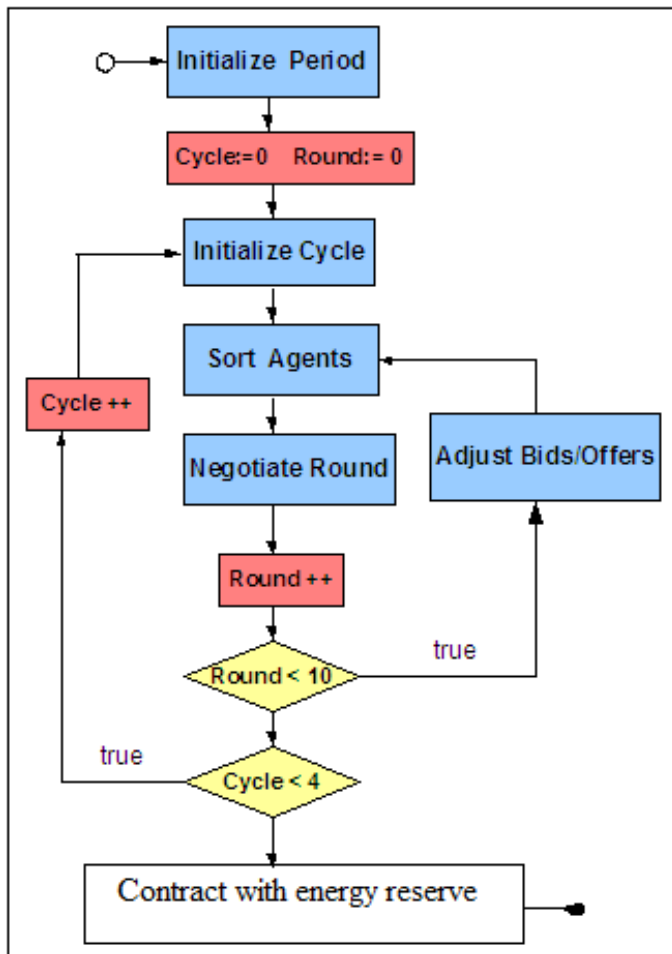 Initialize Period
Cycle:=0 Round:= 0
Initialize Cycle
Sort Agents
Cycle ++
Adjust Bids/Offers
Negotiate Round
Round ++
Round < 10
true
true
Cycle < 4
Contract with energy reserve